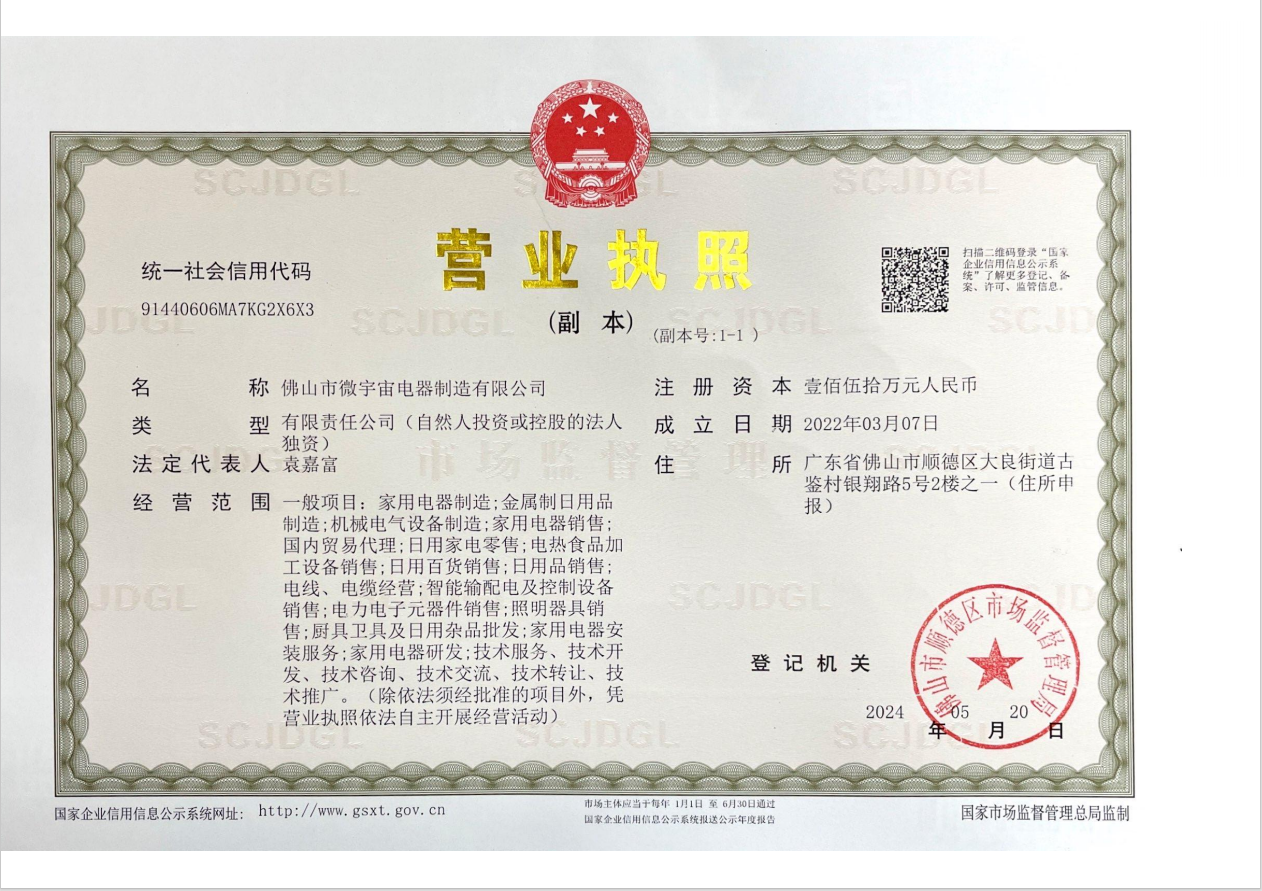 营业执照
(副 本)
(副本号:1-1 )
统一社会信用代码
91440606MA7KG2X6X3
扫描二维码登录“国家
企业信用信息公示系
统”了解更多登记、备
案、许可、监管信息。
名 称 佛山市微宇宙电器制造有限公司
类 型 有限责任公司（自然人投资或控股的法人
独资）
法定代表人 袁嘉富
经营范围 一般项目：家用电器制造;金属制日用品
制造;机械电气设备制造;家用电器销售;
国内贸易代理;日用家电零售;电热食品加
工设备销售;日用百货销售;日用品销售;
电线、电缆经营;智能输配电及控制设备
销售;电力电子元器件销售;照明器具销
售;厨具卫具及日用杂品批发;家用电器安
装服务;家用电器研发;技术服务、技术开
发、技术咨询、技术交流、技术转让、技
术推广。（除依法须经批准的项目外，凭
营业执照依法自主开展经营活动）
注册资本 壹佰伍拾万元人民币
成立日期 2022年03月07日
住 所 广东省佛山市顺德区大良街道古
鉴村银翔路5号2楼之一（住所申
报）
SCJDGL
市场监督管理
登记机关
佛山市顺德区市场监督管理局
2024 年 05 月 20 日
国家企业信用信息公示系统网址: http://www.gsxt.gov.cn
市场主体应当于每年 1月1日 至 6月30日通过
国家企业信用信息公示系统报送公示年度报告
国家市场监督管理总局监制